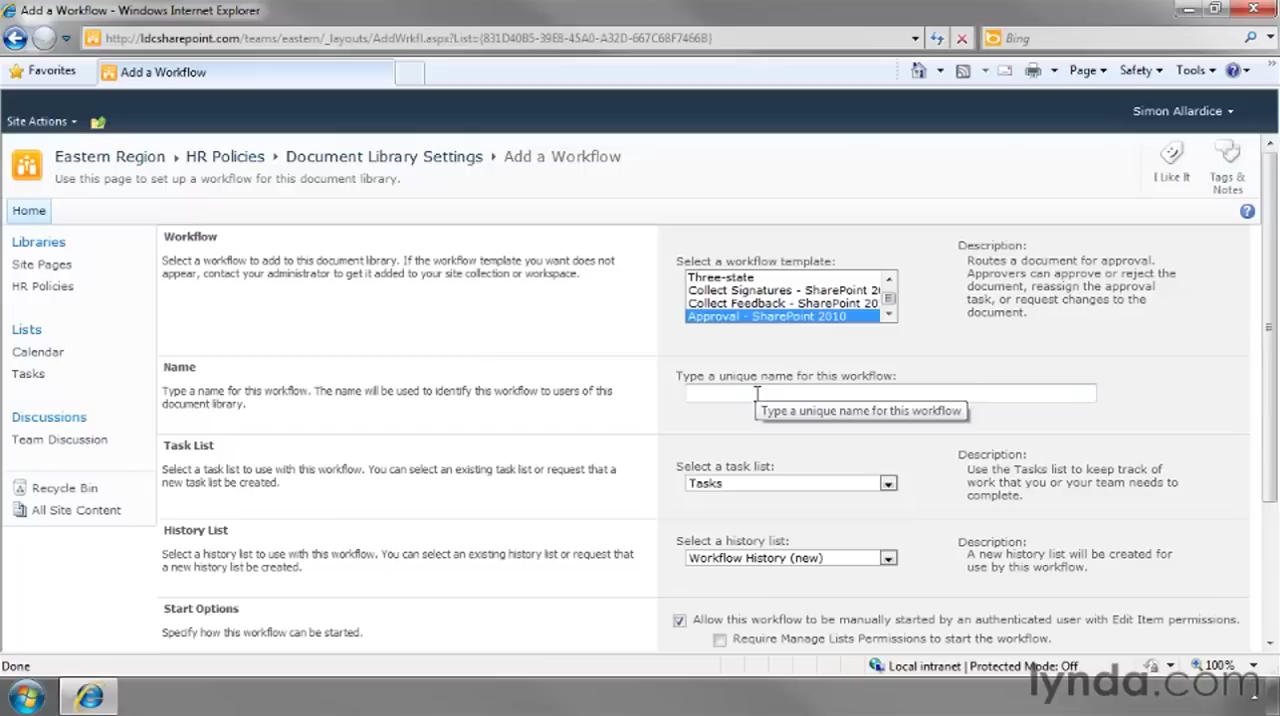 Add a Workflow - Windows Internet Explorer
http://ldcsharepoint.com/teams/eastern/_layouts/AddWrkfl.aspx?List={831D40B5-39E8-45A0-A32D-667C68F7466B}
Bing
Favorites
Add a Workflow
Page
Safety
Tools
Site Actions
Simon Allardice
Eastern Region ▸ HR Policies ▸ Document Library Settings ▸ Add a Workflow
Use this page to set up a workflow for this document library.
I Like It
Tags &
Notes
Home
Libraries
Site Pages
HR Policies
Lists
Calendar
Tasks
Discussions
Team Discussion
Recycle Bin
All Site Content
Workflow
Select a workflow to add to this document library. If the workflow template you want does not
appear, contact your administrator to get it added to your site collection or workspace.
Select a workflow template:
Three-state
Collect Signatures - SharePoint 20
Collect Feedback - SharePoint 20
Approval - SharePoint 2010
Description:
Routes a document for approval.
Approvers can approve or reject the
document, reassign the approval
task, or request changes to the
document.
Name
Type a name for this workflow. The name will be used to identify this workflow to users of this
document library.
Type a unique name for this workflow:
Type a unique name for this workflow
Task List
Select a task list to use with this workflow. You can select an existing task list or request that a
new task list be created.
Select a task list:
Tasks
Description:
Use the Tasks list to keep track of
work that you or your team needs to
complete.
History List
Select a history list to use with this workflow. You can select an existing history list or request that
a new history list be created.
Select a history list:
Workflow History (new)
Description:
A new history list will be created for
use by this workflow.
Start Options
Specify how this workflow can be started.
Allow this workflow to be manually started by an authenticated user with Edit Item permissions.
Require Manage Lists Permissions to start the workflow.
Done
Local intranet | Protected Mode: Off
100%
lynda.com